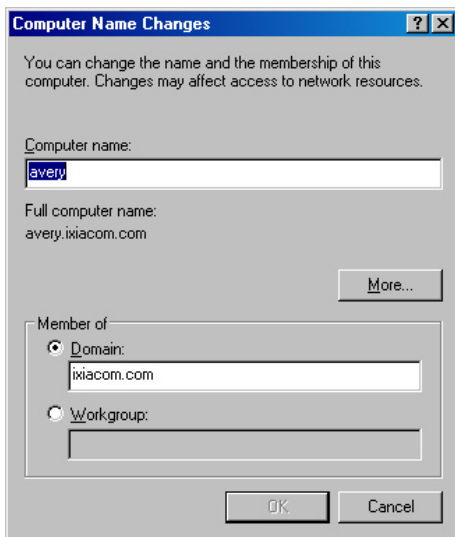 Computer Name Changes
You can change the name and the membership of this
computer. Changes may affect access to network resources.
Computer name:
avery
Full computer name:
avery.ixiacom.com
More...
Member of
Domain:
ixiacom.com
Workgroup:
OK
Cancel